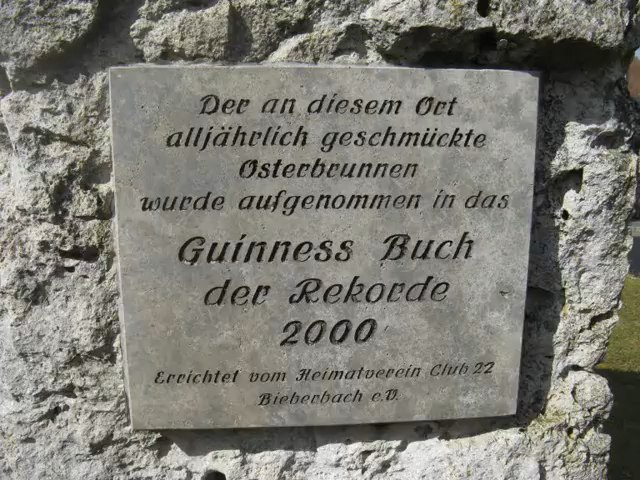 Der an diesem Ort
alljährlich geschmückte
Osterbrunnen
wurde aufgenommen in das
Guinness Buch
der Rekorde
2000
Errichtet vom Heimatverein Club 22
Bieberbach e.V.